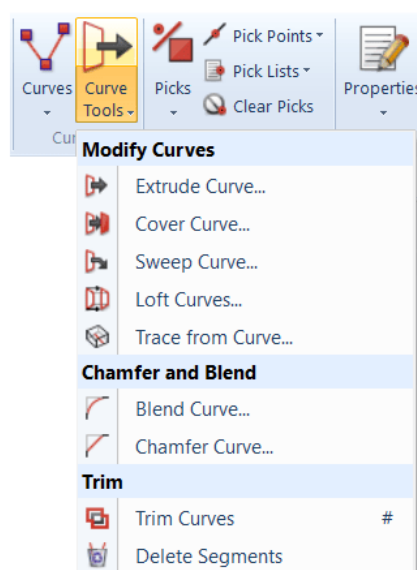 Pick Points
Curves
Curve
Tools
Picks
Pick Lists
Clear Picks
Properties
Modify Curves
Extrude Curve...
Cover Curve...
Sweep Curve...
Loft Curves...
Trace from Curve...
Chamfer and Blend
Blend Curve...
Chamfer Curve...
Trim
Trim Curves #
Delete Segments